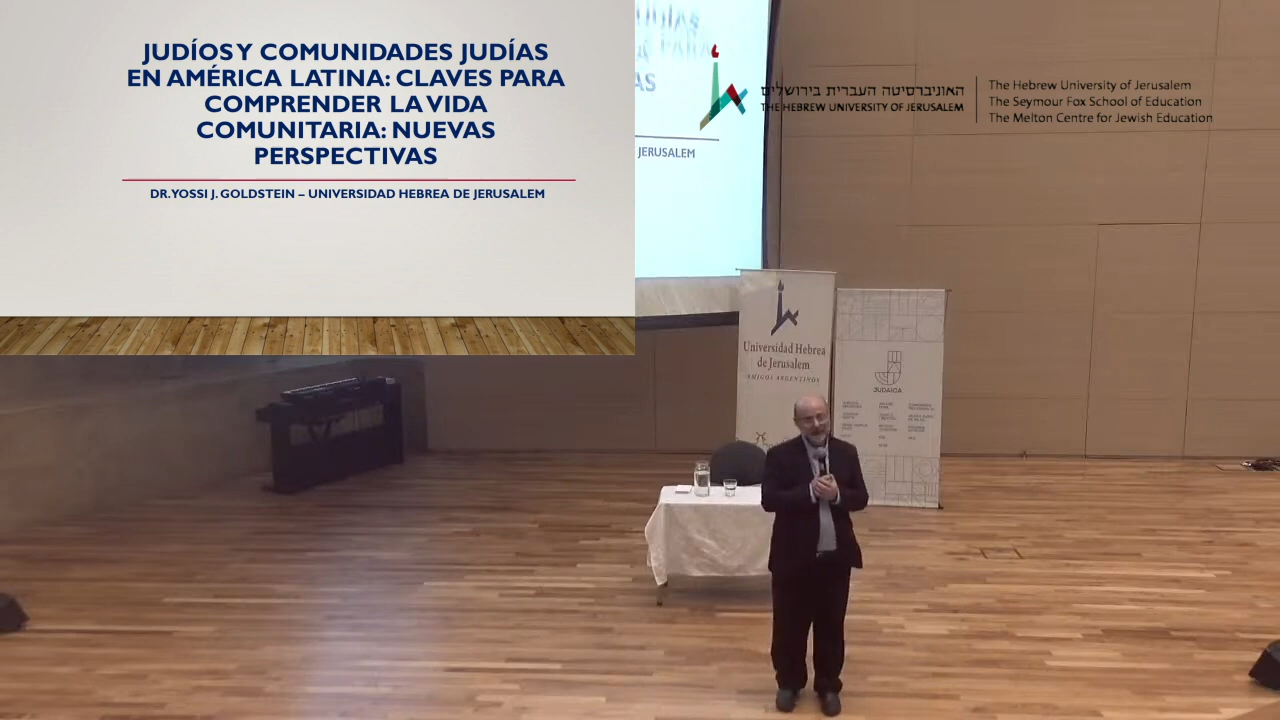 JUDÍOS Y COMUNIDADES JUDÍAS
EN AMÉRICA LATINA: CLAVES PARA
COMPRENDER LA VIDA
COMUNITARIA: NUEVAS
PERSPECTIVAS
DR. YOSSI J. GOLDSTEIN – UNIVERSIDAD HEBREA DE JERUSALEM
JERUSALEM
האוניברסיטה העברית בירושלים
THE HEBREW UNIVERSITY OF JERUSALEM
The Hebrew University of Jerusalem
The Seymour Fox School of Education
The Melton Centre for Jewish Education
Universidad Hebrea
de Jerusalem
AMIGOS ARGENTINOS
JUDAICA